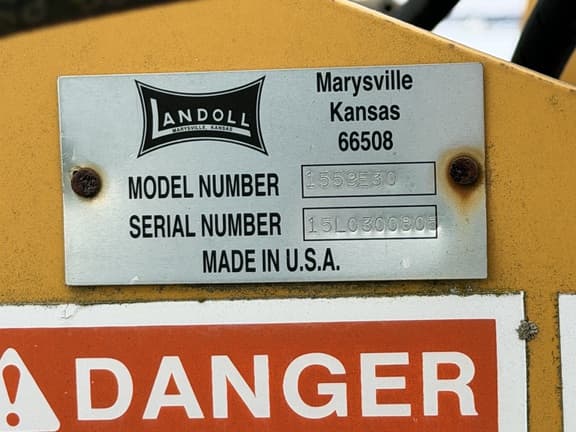 LANDOLL
MARYSVILLE, KANSAS
Marysville
Kansas
66508
MODEL NUMBER
SERIAL NUMBER
MADE IN U.S.A.
DANGER